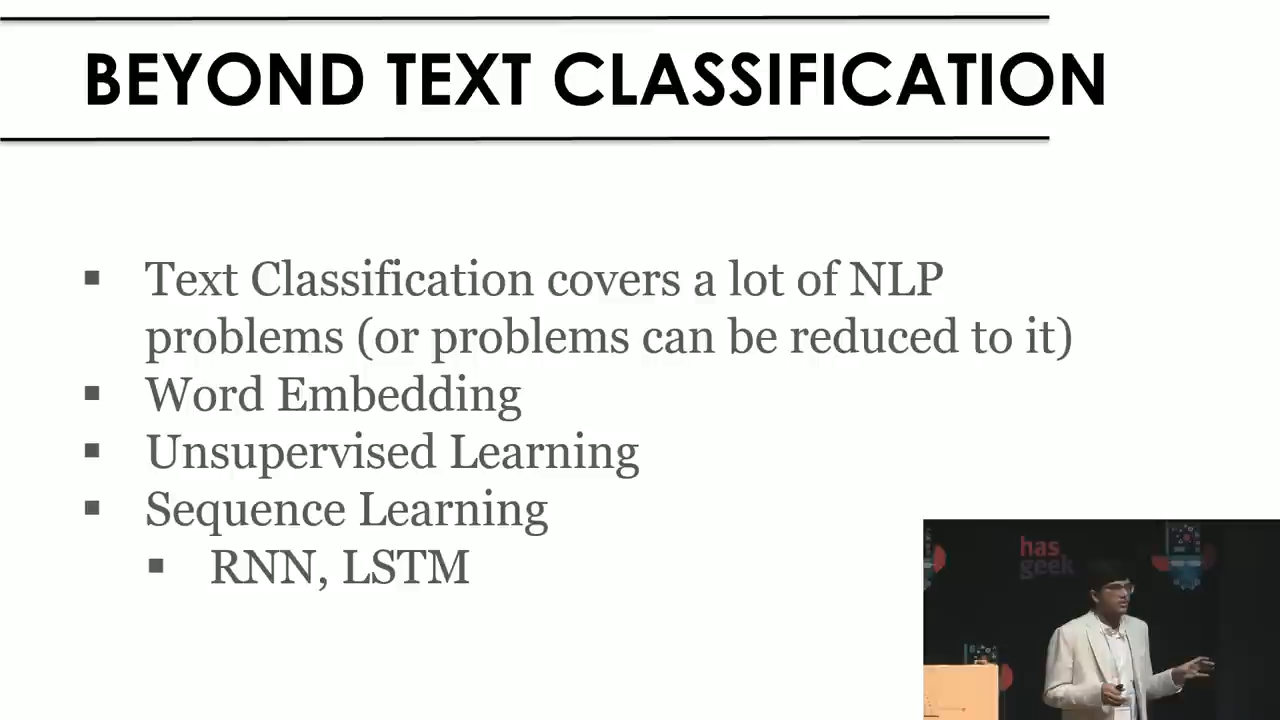 BEYOND TEXT CLASSIFICATION
▪ Text Classification covers a lot of NLP
problems (or problems can be reduced to it)
▪ Word Embedding
▪ Unsupervised Learning
▪ Sequence Learning
▪ RNN, LSTM
has
geek